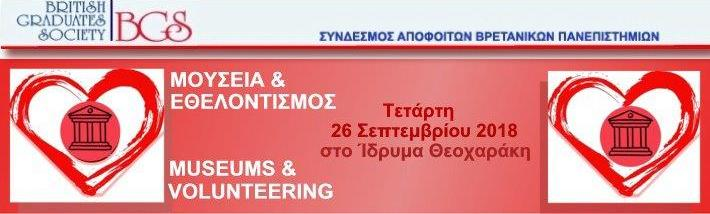 BRITISH
GRADUATES
SOCIETY
BGS
ΣΥΝΔΕΣΜΟΣ ΑΠΟΦΟΙΤΩΝ ΒΡΕΤΑΝΙΚΩΝ ΠΑΝΕΠΙΣΤΗΜΙΩΝ
ΜΟΥΣΕΙΑ &
ΕΘΕΛΟΝΤΙΣΜΟΣ
Τετάρτη
26 Σεπτεμβρίου 2018
στο Ίδρυμα Θεοχαράκη
MUSEUMS &
VOLUNTEERING